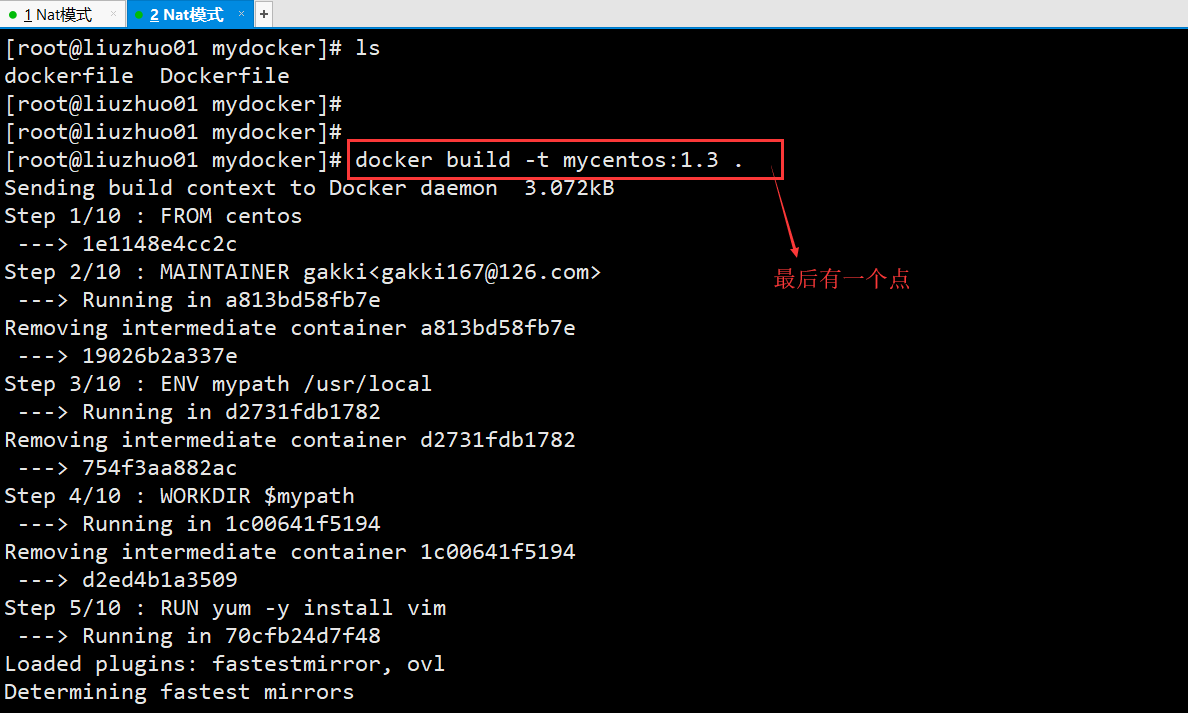 1 Nat模式 ×
2 Nat模式 ×
+
[root@liuzhuo01 mydocker]# ls
dockerfile  Dockerfile
[root@liuzhuo01 mydocker]#
[root@liuzhuo01 mydocker]#
[root@liuzhuo01 mydocker]# docker build -t mycentos:1.3 .
Sending build context to Docker daemon  3.072kB
Step 1/10 : FROM centos
 ---> 1e1148e4cc2c
Step 2/10 : MAINTAINER gakki<gakki167@126.com>
最后有一个点
 ---> Running in a813bd58fb7e
Removing intermediate container a813bd58fb7e
 ---> 19026b2a337e
Step 3/10 : ENV mypath /usr/local
 ---> Running in d2731fdb1782
Removing intermediate container d2731fdb1782
 ---> 754f3aa882ac
Step 4/10 : WORKDIR $mypath
 ---> Running in 1c00641f5194
Removing intermediate container 1c00641f5194
 ---> d2ed4b1a3509
Step 5/10 : RUN yum -y install vim
 ---> Running in 70cfb24d7f48
Loaded plugins: fastestmirror, ovl
Determining fastest mirrors